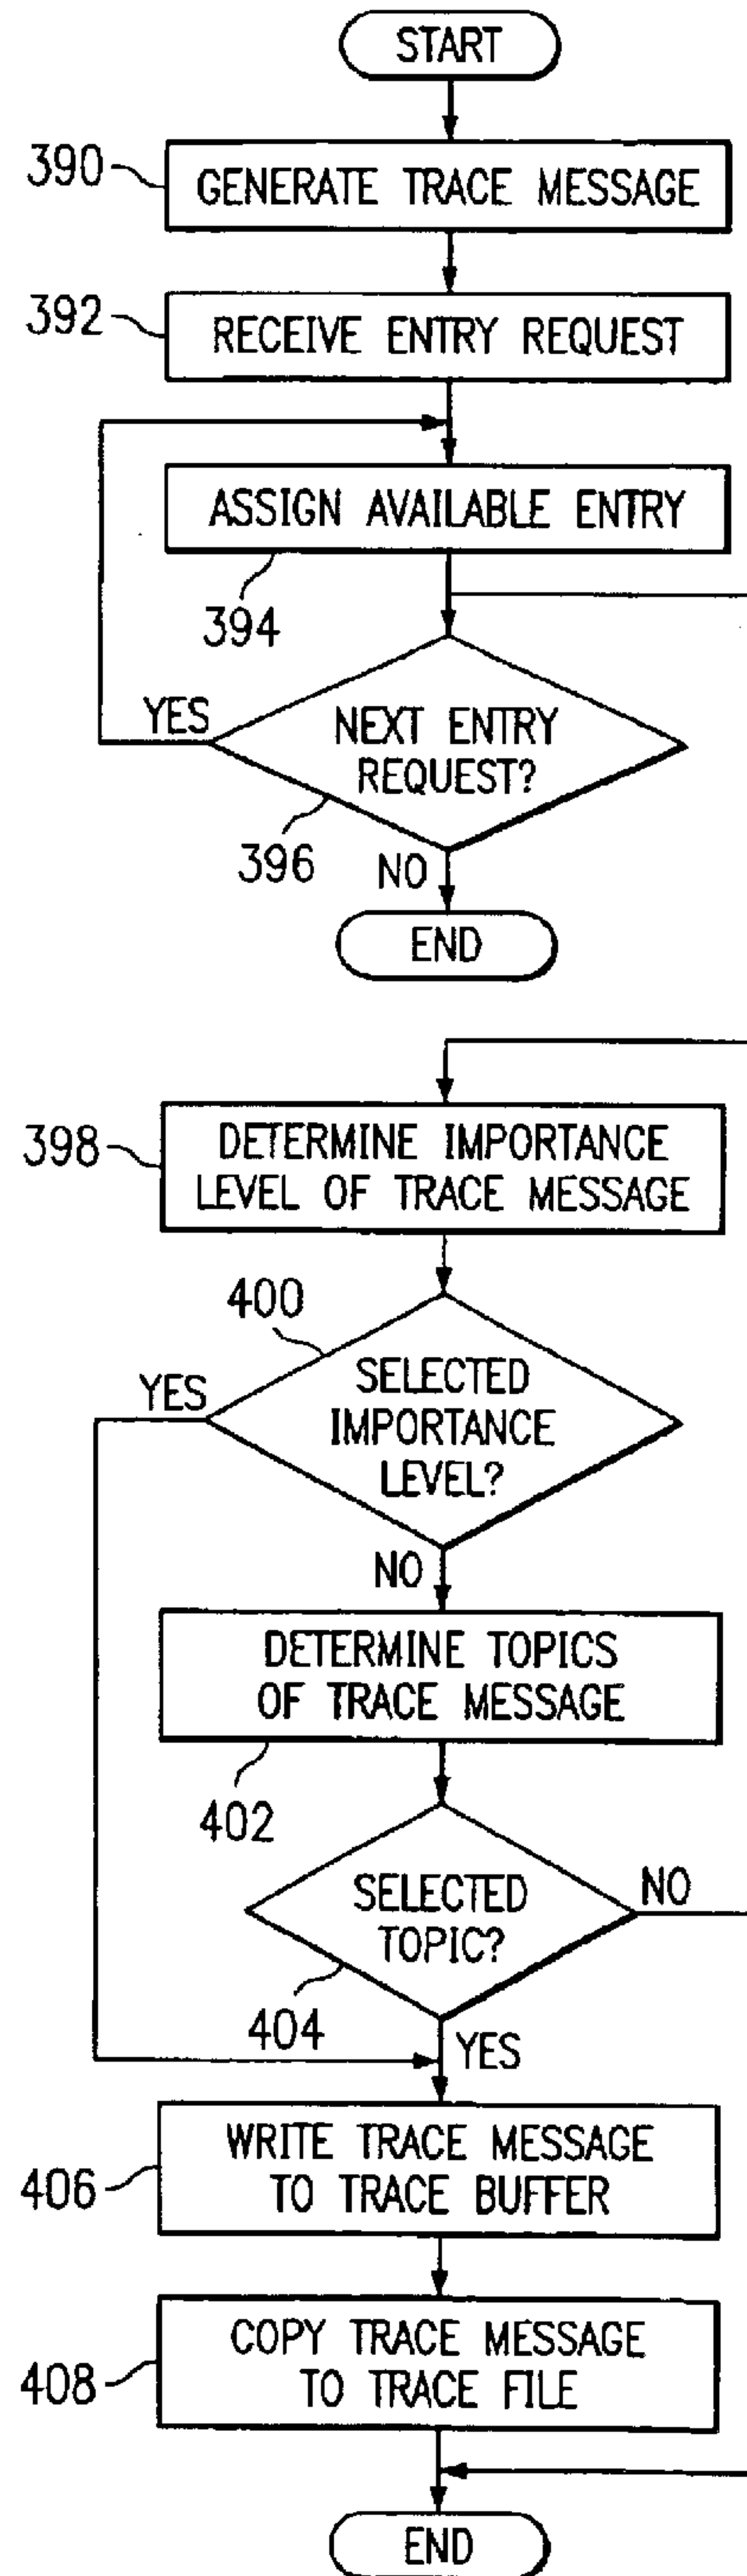 START
390
GENERATE TRACE MESSAGE
392
RECEIVE ENTRY REQUEST
ASSIGN AVAILABLE ENTRY
394
YES
NEXT ENTRY
REQUEST?
396
NO
END
398
DETERMINE IMPORTANCE
LEVEL OF TRACE MESSAGE
400
YES
SELECTED
IMPORTANCE
LEVEL?
NO
DETERMINE TOPICS
OF TRACE MESSAGE
402
SELECTED
TOPIC?
NO
404
YES
406
WRITE TRACE MESSAGE
TO TRACE BUFFER
408
COPY TRACE MESSAGE
TO TRACE FILE
END